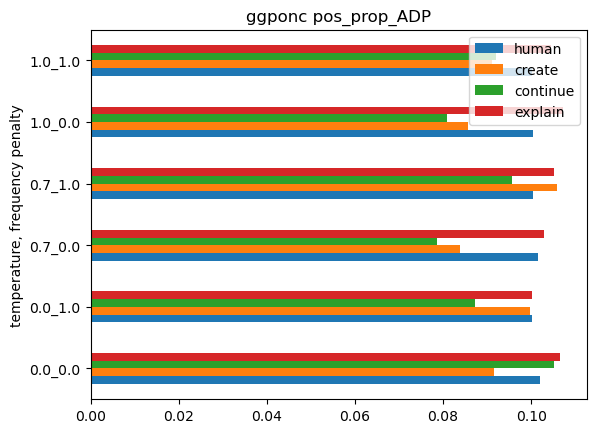 ggponc pos_prop_ADP
human
create
continue
explain
temperature, frequency penalty
1.0_1.0
1.0_0.0
0.7_1.0
0.7_0.0
0.0_1.0
0.0_0.0
0.00 0.02 0.04 0.06 0.08 0.10